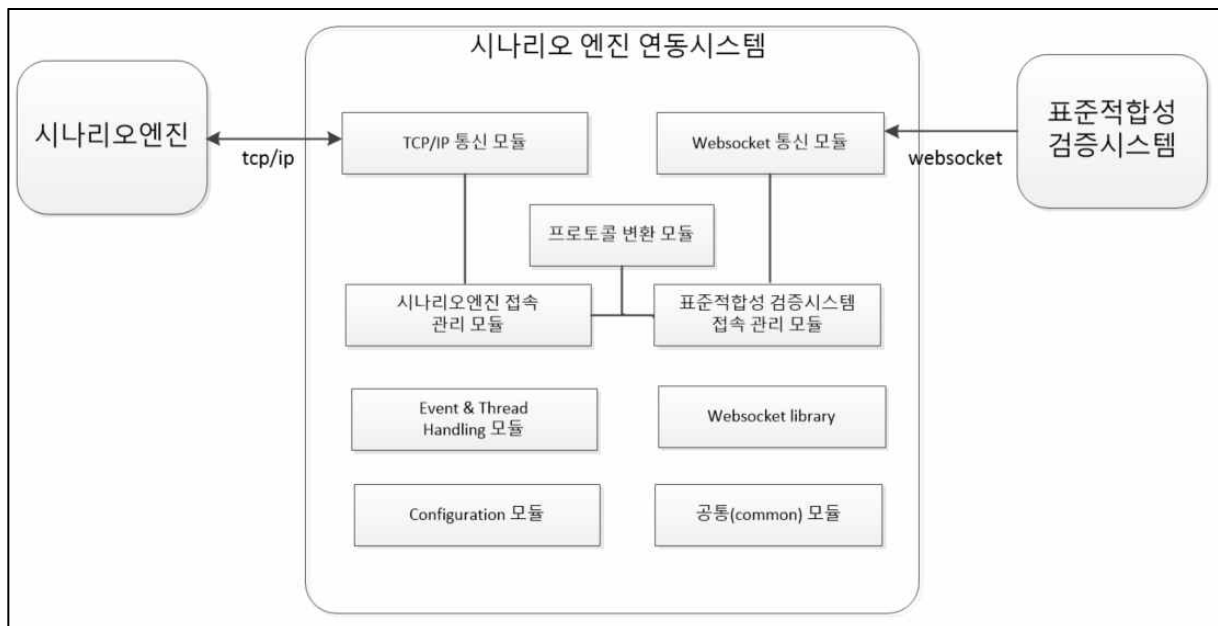 시나리오 엔진 연동시스템
시나리오엔진
표준적합성
검증시스템
tcp/ip
TCP/IP 통신 모듈
Websocket 통신 모듈
websocket
프로토콜 변환 모듈
시나리오엔진 접속
관리 모듈
표준적합성 검증시스템
접속 관리 모듈
Event & Thread
Handling 모듈
Websocket library
Configuration 모듈
공통(common) 모듈